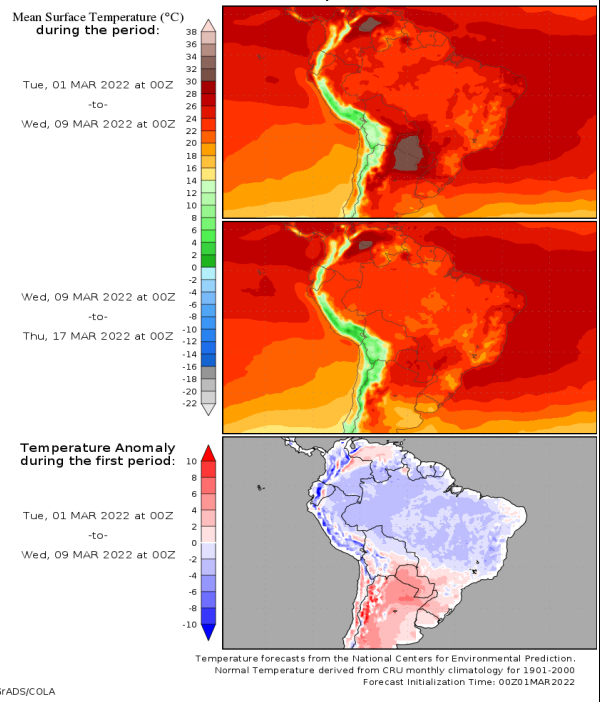 Mean Surface Temperature (°C)
during the period:
38
36
34
32
30
Tue, 01 MAR 2022 at 00Z
28
-to-
26
24
Wed, 09 MAR 2022 at 00Z
22
20
18
16
14
12
10
8
6
4
2
0
-2
Wed, 09 MAR 2022 at 00Z
-4
-6
-to-
-8
-10
Thu, 17 MAR 2022 at 00Z
-12
-14
-16
-18
-20
-22
Temperature Anomaly
during the first period:
10
8
6
Tue, 01 MAR 2022 at 00Z
4
2
-to-
0
Wed, 09 MAR 2022 at 00Z
-2
-4
-6
-8
-10
Temperature forecasts from the National Centers for Environmental Prediction.
Normal Temperature derived from CRU monthly climatology for 1901-2000
Forecast Initialization Time: 00Z01MAR2022
GrADS/COLA